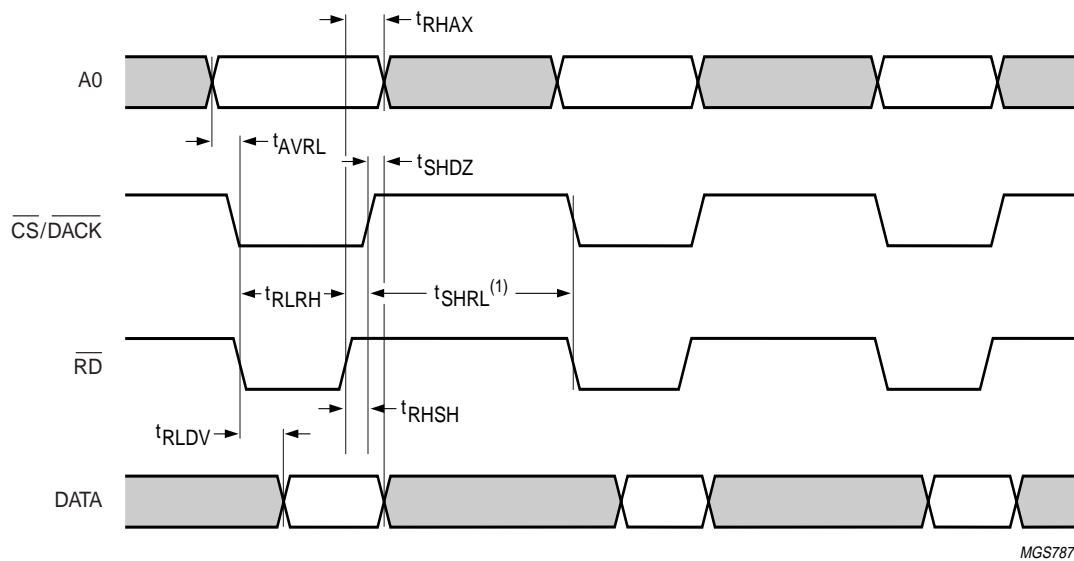 tRHAX
A0
tAVRL
tSHDZ
CS/DACK
tRLRH
tSHRL(1)
RD
tRHSH
tRLDV
DATA
MGS787